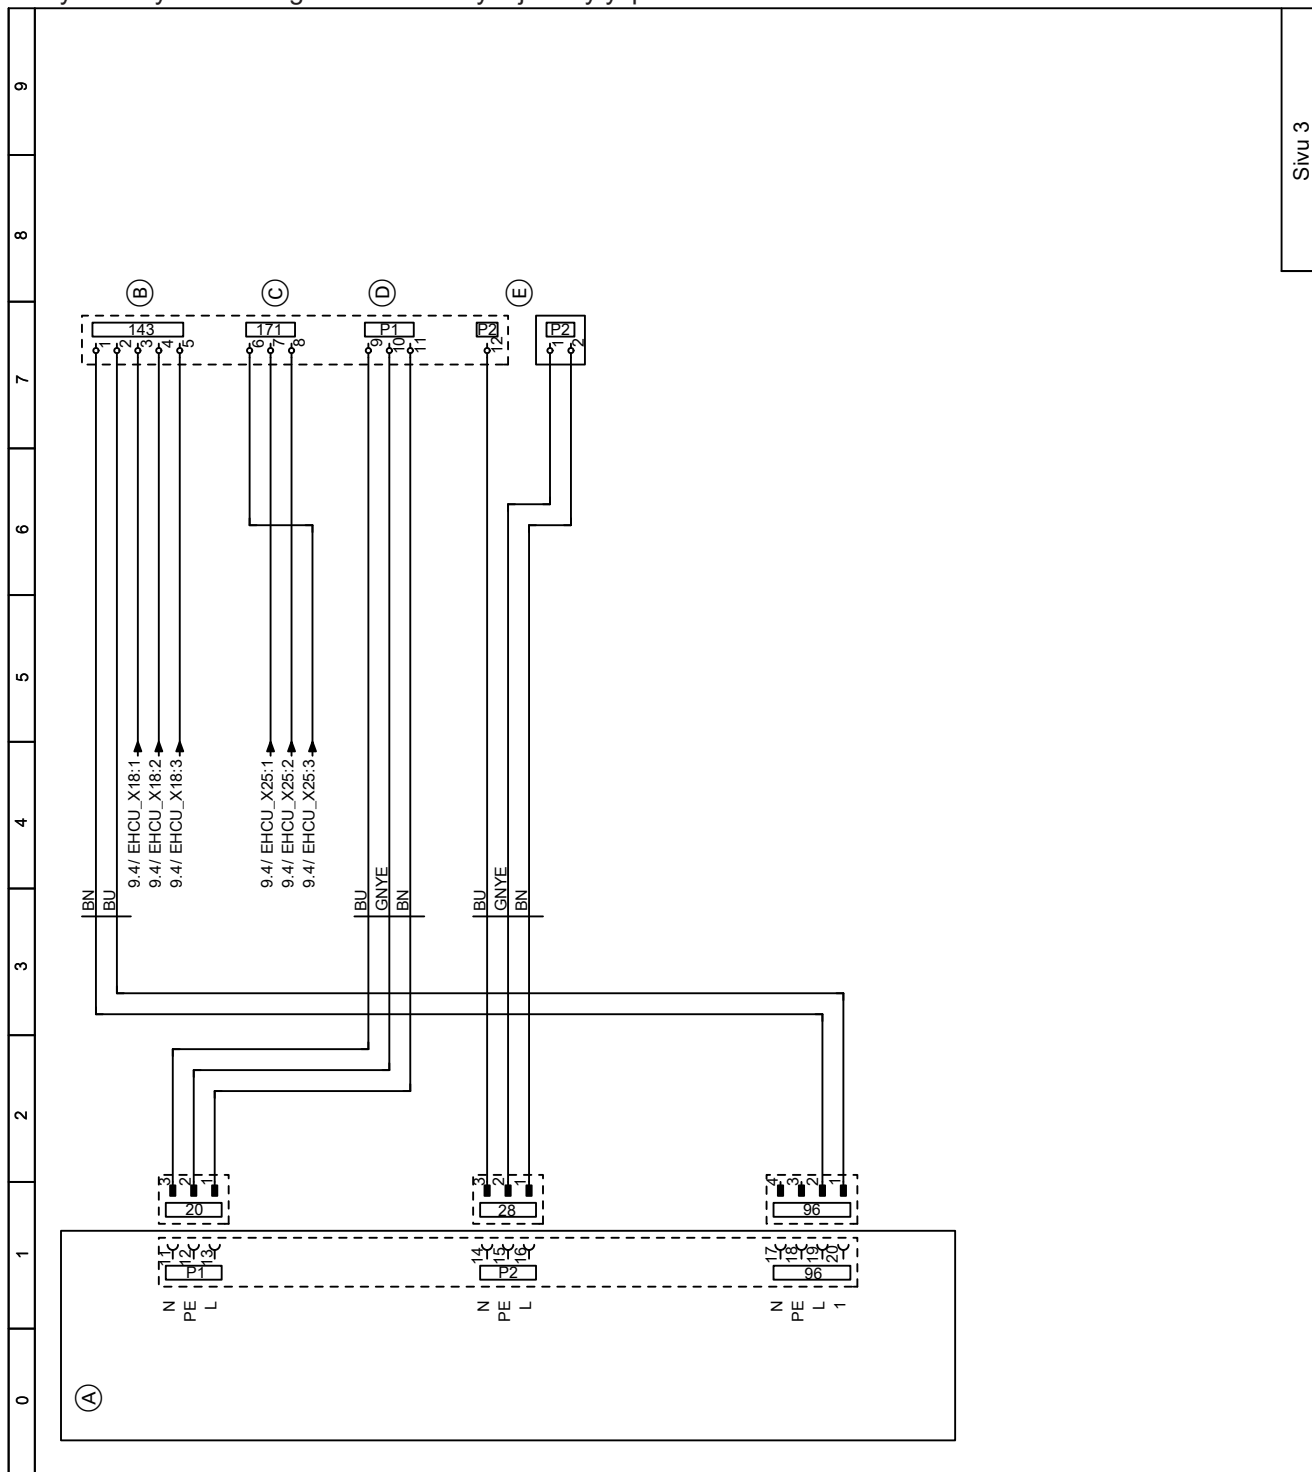 9
8
7
6
5
4
3
2
1
0
Sivu 3
B
C
D
E
143
171
P1
P2
P2
1
2
3
4
5
6
7
8
9
10
11
12
1
2
9.4/ EHCU_X18:1
9.4/ EHCU_X18:2
9.4/ EHCU_X18:3
9.4/ EHCU_X25:1
9.4/ EHCU_X25:2
9.4/ EHCU_X25:3
BN
BU
BU
GNYE
BN
BU
GNYE
BN
3
2
1
20
3
2
1
28
4
3
2
1
96
11
12
13
P1
14
15
16
P2
17
18
19
20
96
N
PE
L
N
PE
L
N
PE
L
1
A